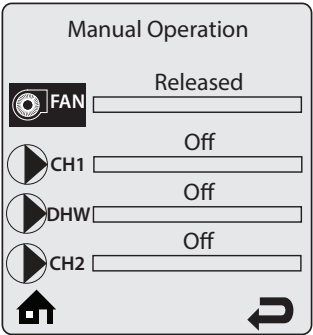 Manual Operation
Released
FAN
Off
CH1
Off
DHW
Off
CH2